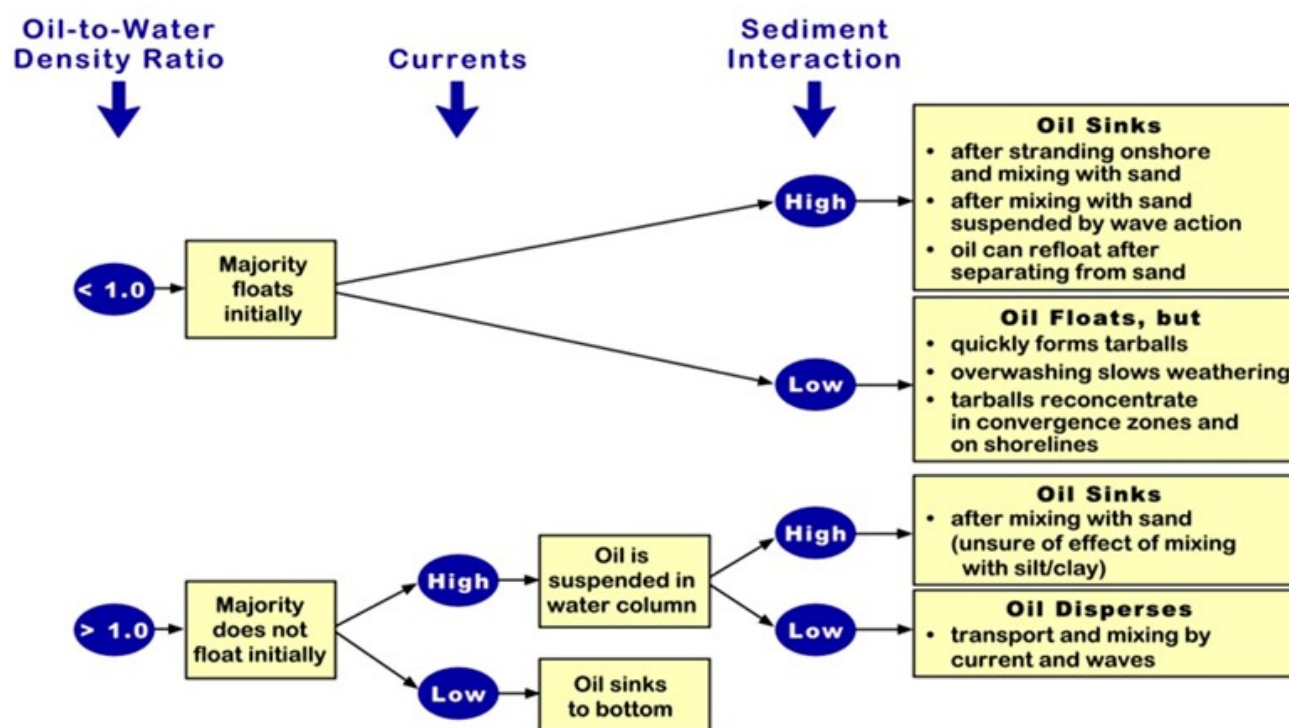 Oil-to-Water
Density Ratio
Currents
Sediment
Interaction
< 1.0
Majority
floats
initially
High
Oil Sinks
• after stranding onshore
and mixing with sand
• after mixing with sand
suspended by wave action
• oil can refloat after
separating from sand
Low
Oil Floats, but
• quickly forms tarballs
• overwashing slows weathering
• tarballs reconcentrate
in convergence zones and
on shorelines
> 1.0
Majority
does not
float initially
High
Oil is
suspended in
water column
High
Oil Sinks
• after mixing with sand
(unsure of effect of mixing
with silt/clay)
Low
Oil Disperses
• transport and mixing by
current and waves
Low
Oil sinks
to bottom